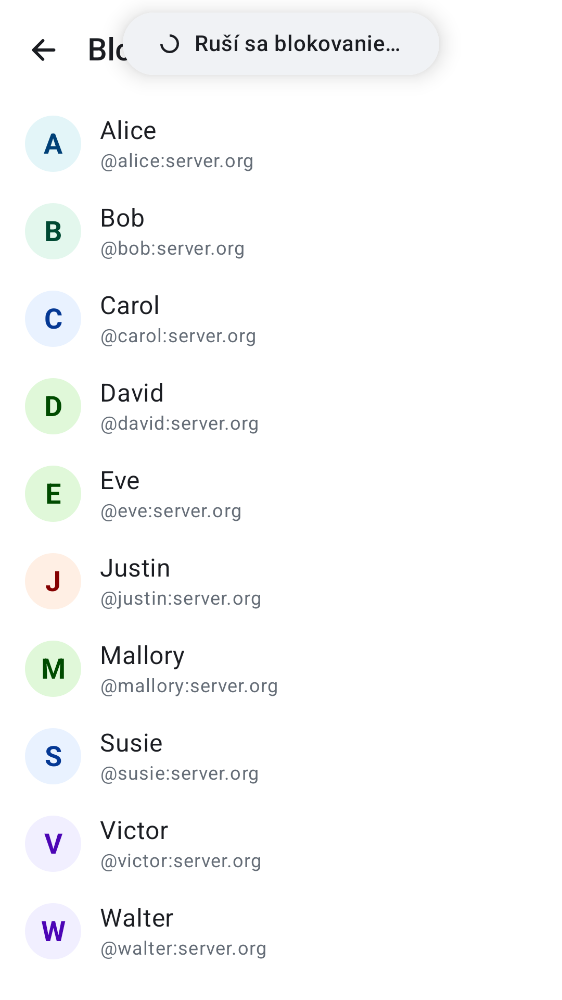 Ruší sa blokovanie…
A
Alice
@alice:server.org
B
Bob
@bob:server.org
C
Carol
@carol:server.org
D
David
@david:server.org
E
Eve
@eve:server.org
J
Justin
@justin:server.org
M
Mallory
@mallory:server.org
S
Susie
@susie:server.org
V
Victor
@victor:server.org
W
Walter
@walter:server.org